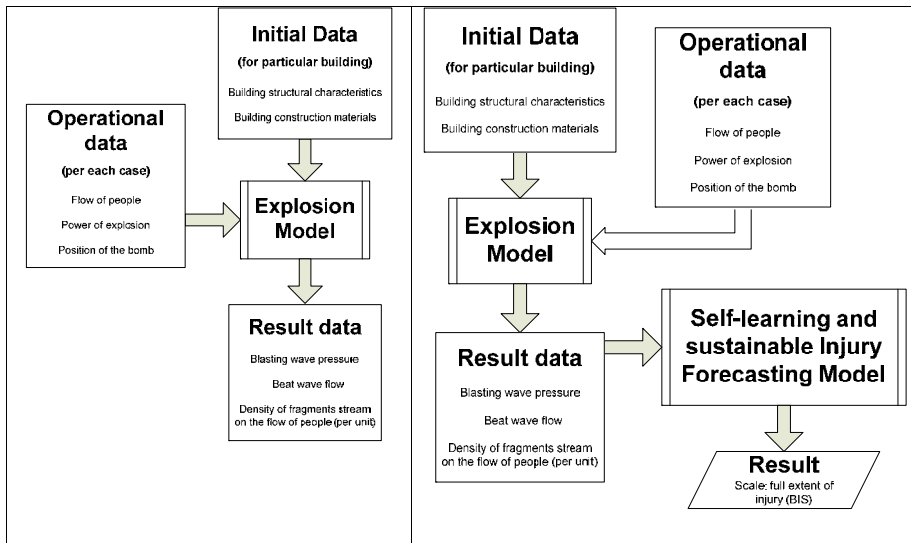 Initial Data
(for particular building)
Building structural characteristics
Building construction materials
Operational
data
(per each case)
Flow of people
Power of explosion
Position of the bomb
Explosion
Model
Result data
Blasting wave pressure
Beat wave flow
Density of fragments stream
on the flow of people (per unit)
Initial Data
(for particular building)
Building structural characteristics
Building construction materials
Operational
data
(per each case)
Flow of people
Power of explosion
Position of the bomb
Explosion
Model
Result data
Blasting wave pressure
Beat wave flow
Density of fragments stream
on the flow of people (per unit)
Self-learning and
sustainable Injury
Forecasting Model
Result
Scale: full extent of
injury (BIS)